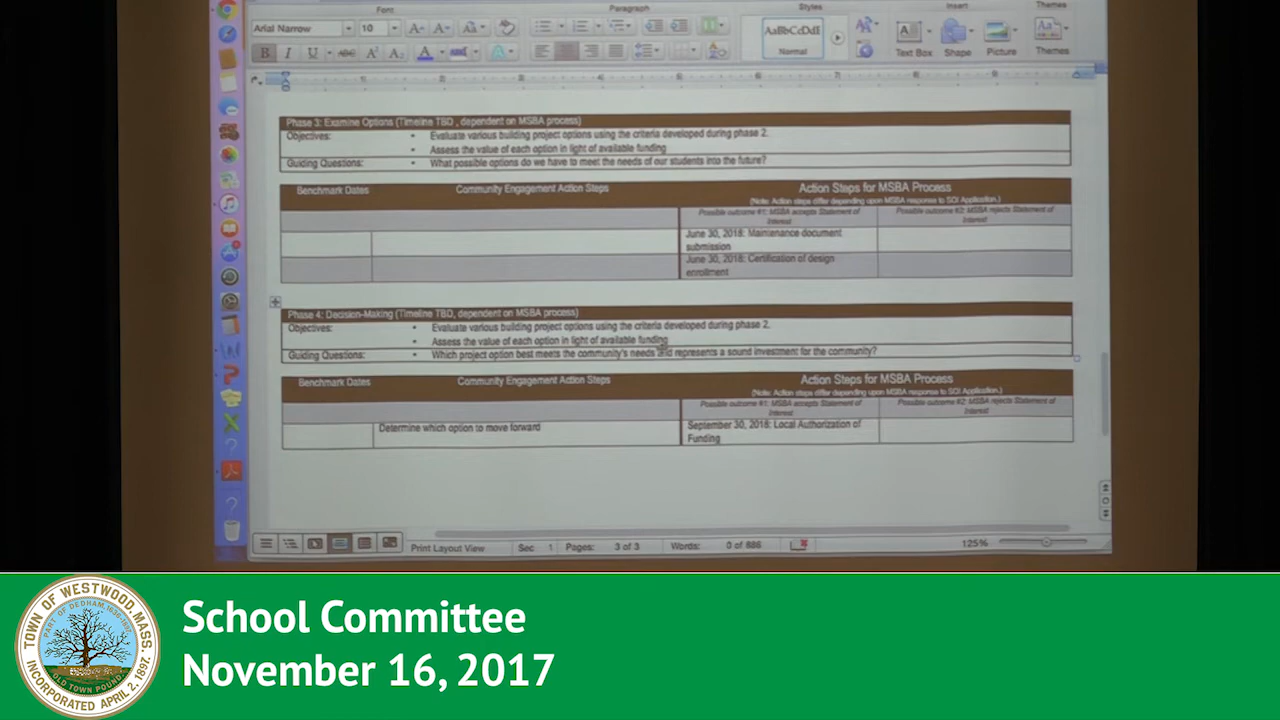 Font
Paragraph
Styles
Insert
Themes
Arial Narrow
10
AaBbCcDdE
Normal
Text Box
Shape
Picture
Themes
B I U ABC A² A₂
Phase 3: Examine Options (Timeline TBD , dependent on MSBA process)
Objectives:
• Evaluate various building project options using the criteria developed during phase 2.
• Assess the value of each option in light of available funding
Guiding Questions:
• What possible options do we have to meet the needs of our students into the future?
Benchmark Dates
Community Engagement Action Steps
Action Steps for MSBA Process
(Note: Action steps differ depending upon MSBA response to SOI Application.)
Possible outcome #1: MSBA accepts Statement of
Interest
Possible outcome #2: MSBA rejects Statement of
Interest
June 30, 2018: Maintenance document
submission
June 30, 2018: Certification of design
enrollment
Phase 4: Decision-Making (Timeline TBD, dependent on MSBA process)
Objectives:
• Evaluate various building project options using the criteria developed during phase 2.
• Assess the value of each option in light of available funding
Guiding Questions:
• Which project option best meets the community's needs and represents a sound investment for the community?
Benchmark Dates
Community Engagement Action Steps
Action Steps for MSBA Process
(Note: Action steps differ depending upon MSBA response to SOI Application.)
Possible outcome #1: MSBA accepts Statement of
Interest
Possible outcome #2: MSBA rejects Statement of
Interest
Determine which option to move forward
September 30, 2018: Local Authorization of
Funding
Print Layout View
Sec 1
Pages: 3 of 3
Words: 0 of 886
125%
TOWN OF WESTWOOD, MASS.
PART OF DEDHAM, 1636-1897
OLD TOWN POUND
INCORPORATED APRIL 2, 1897.
School Committee
November 16, 2017